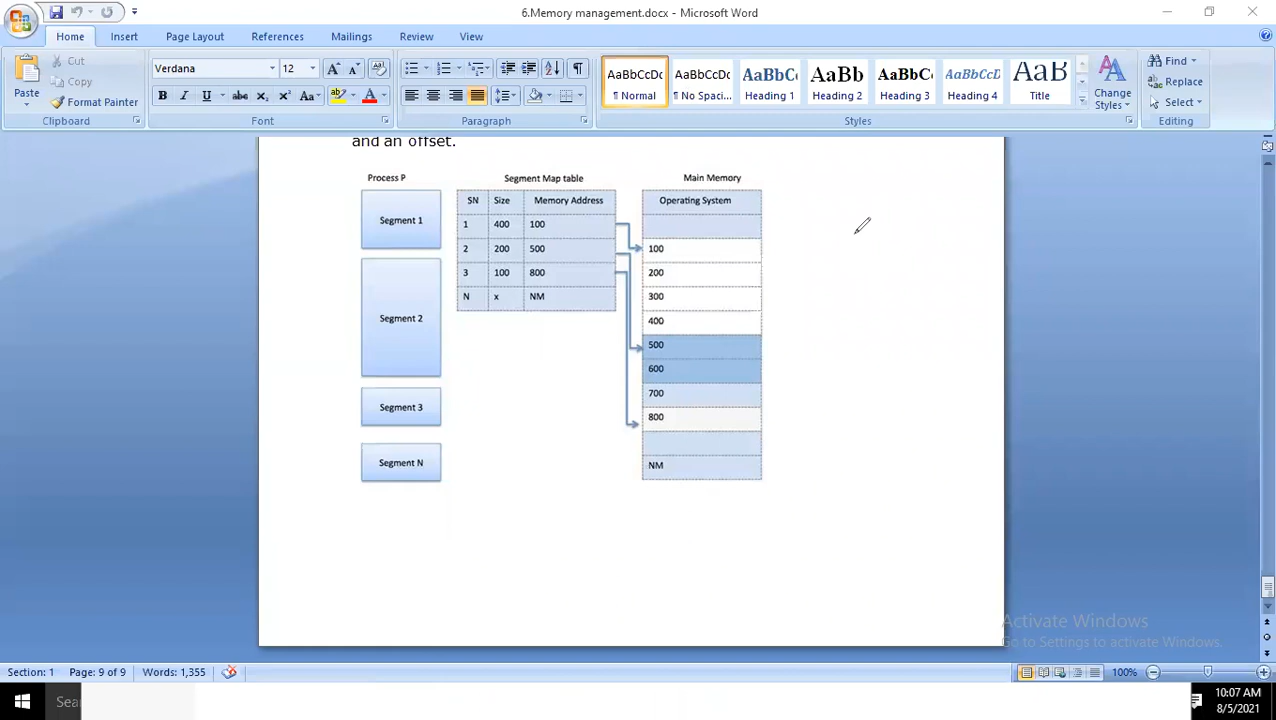 6.Memory management.docx - Microsoft Word
Home Insert Page Layout References Mailings Review View
Paste
Cut
Copy
Format Painter
Clipboard
Verdana 12
B I U abc X₂ X² Aa A
Font
Paragraph
AaBbCcDc AaBbCcDc AaBbC AaBb AaBbC AaBbCcD AaB
¶ Normal ¶ No Spaci... Heading 1 Heading 2 Heading 3 Heading 4 Title
Change Styles
Styles
Find
Replace
Select
Editing
and an offset.
Process P Segment Map table Main Memory
Segment 1
Segment 2
Segment 3
Segment N
SN Size Memory Address
1 400 100
2 200 500
3 100 800
N x NM
Operating System
100
200
300
400
500
600
700
800
NM
Activate Windows
Go to Settings to activate Windows.
Section: 1 Page: 9 of 9 Words: 1,355 100%
Sea
10:07 AM
8/5/2021